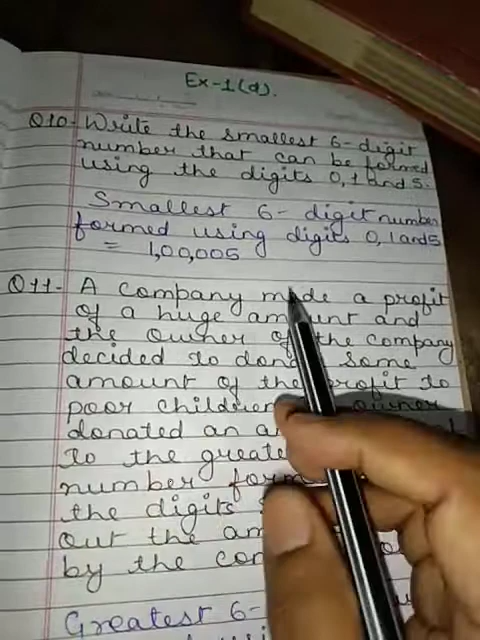 Ex-1(d).
Q10- Write the smallest 6-digit
number that can be formed
using the digits 0, 1 and 5.
Smallest 6-digit number
formed using digits 0, 1 and 5
= 1,00,005
Q11- A company made a profit
of a huge amount and
the owner of the company
decided to some
amount of the profit to
poor owner
donated an
to the
number
the digits
out the
by the
Greatest 6-